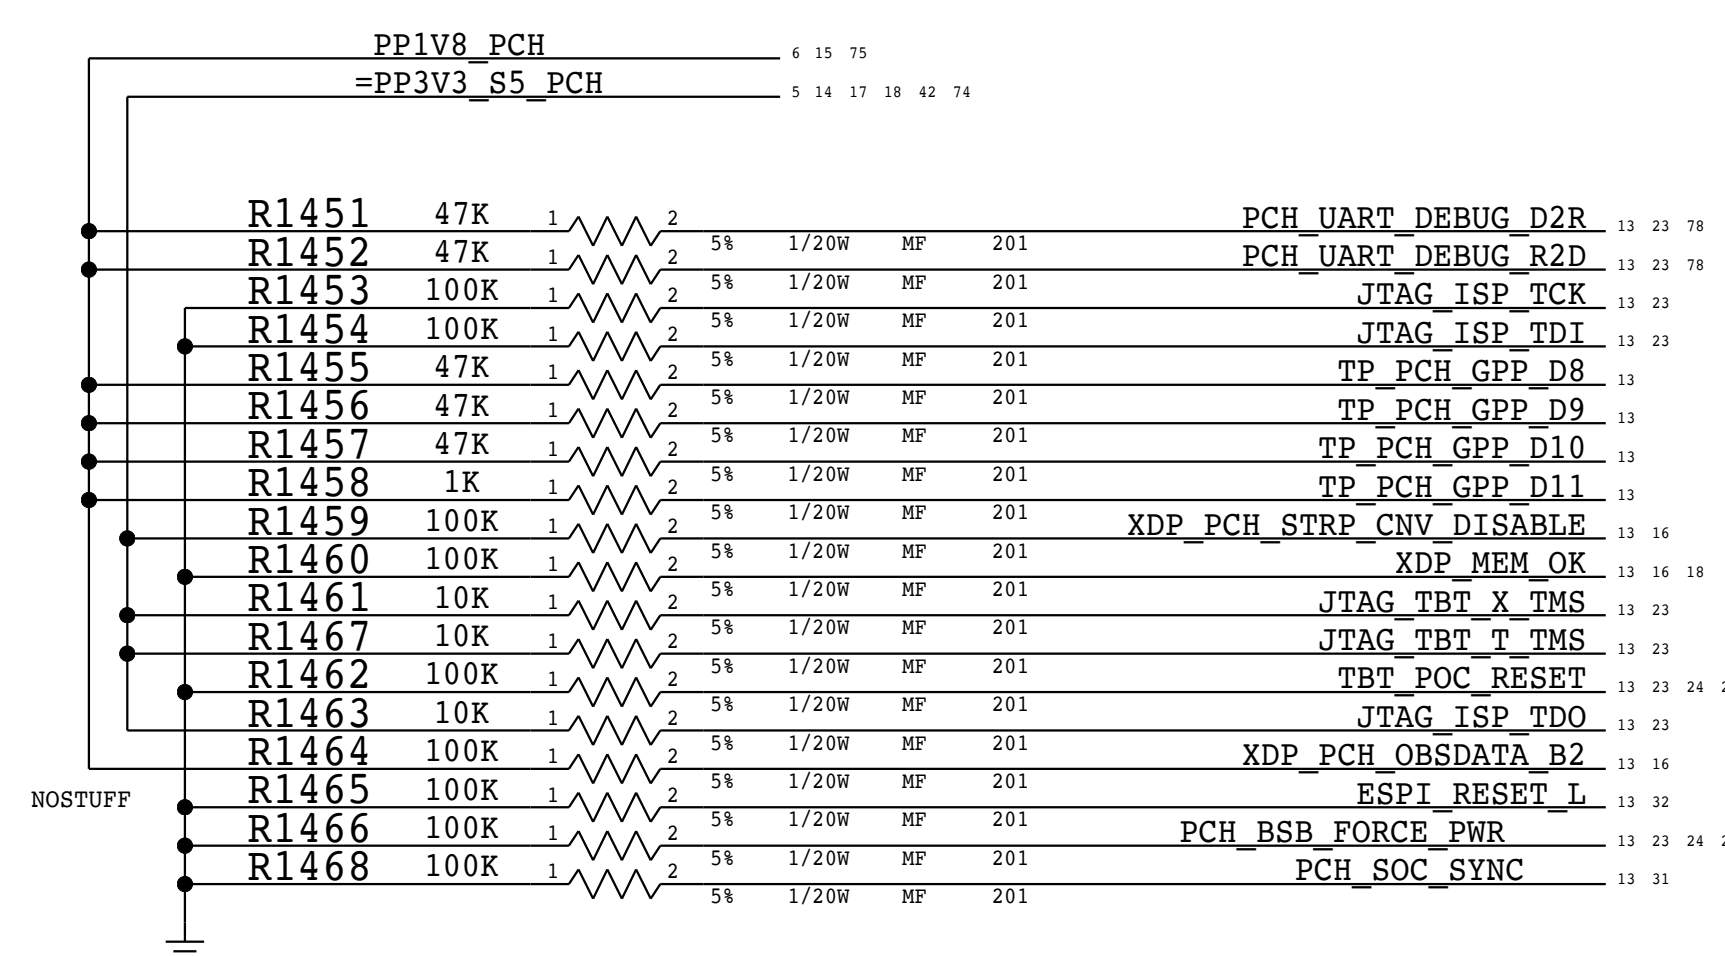 PP1V8_PCH 6 15 75
=PP3V3_S5_PCH 5 14 17 18 42 74
R1451 47K 1 2 PCH_UART_DEBUG_D2R 13 23 78
5% 1/20W MF 201
R1452 47K 1 2 PCH_UART_DEBUG_R2D 13 23 78
5% 1/20W MF 201
R1453 100K 1 2 JTAG_ISP_TCK 13 23
5% 1/20W MF 201
R1454 100K 1 2 JTAG_ISP_TDI 13 23
5% 1/20W MF 201
R1455 47K 1 2 TP_PCH_GPP_D8 13
5% 1/20W MF 201
R1456 47K 1 2 TP_PCH_GPP_D9 13
5% 1/20W MF 201
R1457 47K 1 2 TP_PCH_GPP_D10 13
5% 1/20W MF 201
R1458 1K 1 2 TP_PCH_GPP_D11 13
5% 1/20W MF 201
R1459 100K 1 2 XDP_PCH_STRP_CNV_DISABLE 13 16
5% 1/20W MF 201
R1460 100K 1 2 XDP_MEM_OK 13 16 18
5% 1/20W MF 201
R1461 10K 1 2 JTAG_TBT_X_TMS 13 23
5% 1/20W MF 201
R1467 10K 1 2 JTAG_TBT_T_TMS 13 23
5% 1/20W MF 201
R1462 100K 1 2 TBT_POC_RESET 13 23 24
5% 1/20W MF 201
R1463 10K 1 2 JTAG_ISP_TDO 13 23
5% 1/20W MF 201
R1464 100K 1 2 XDP_PCH_OBSDATA_B2 13 16
5% 1/20W MF 201
NOSTUFF R1465 100K 1 2 ESPI_RESET_L 13 32
5% 1/20W MF 201
R1466 100K 1 2 PCH_BSB_FORCE_PWR 13 23 24
5% 1/20W MF 201
R1468 100K 1 2 PCH_SOC_SYNC 13 31
5% 1/20W MF 201